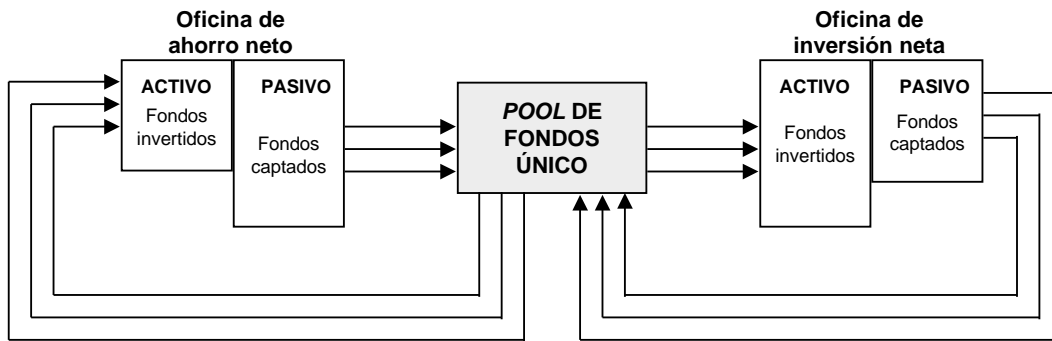 Oficina de
ahorro neto
Oficina de
inversión neta
ACTIVO
Fondos
invertidos
PASIVO
Fondos
captados
POOL DE
FONDOS
ÚNICO
ACTIVO
Fondos
invertidos
PASIVO
Fondos
captados